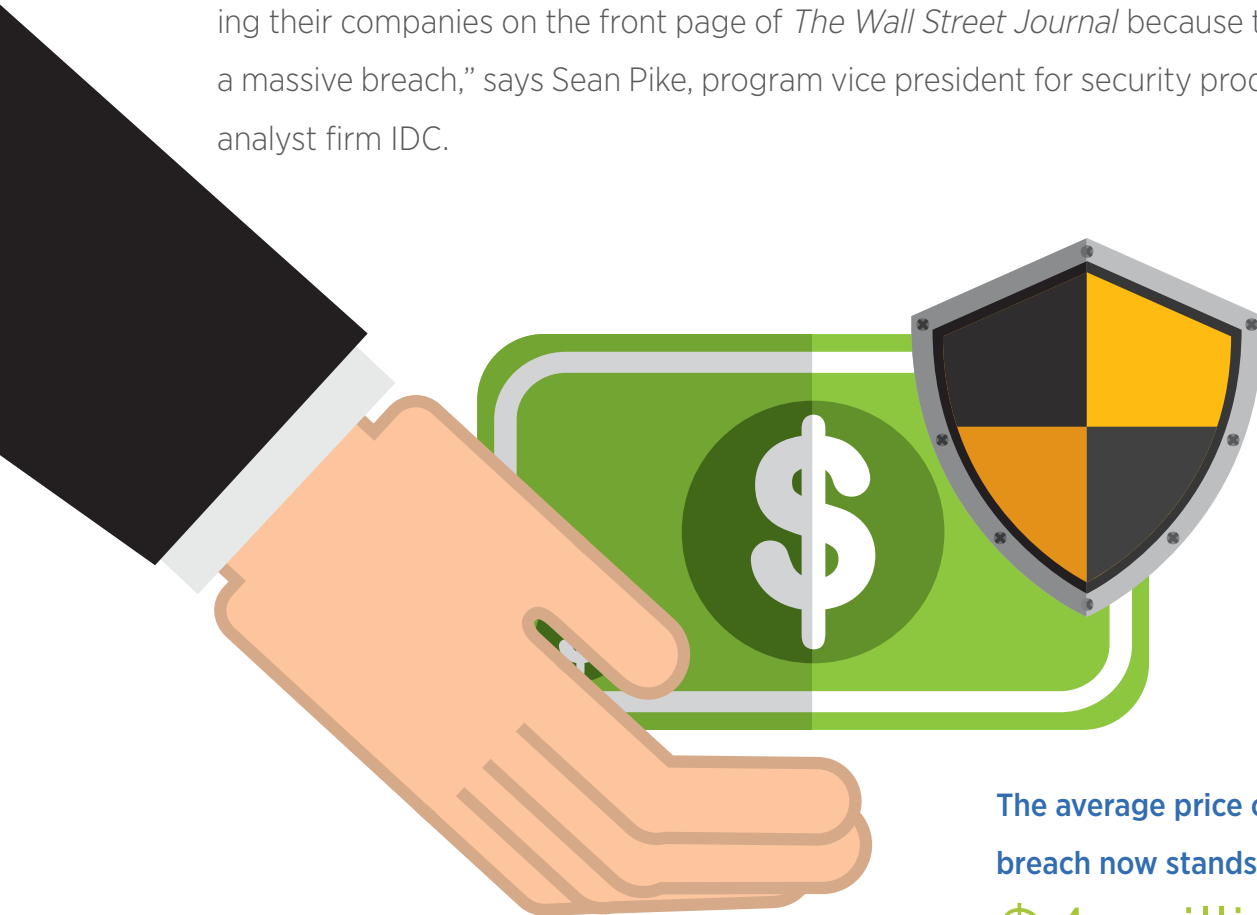 ing their companies on the front page of The Wall Street Journal because
a massive breach,” says Sean Pike, program vice president for security
analyst firm IDC.
$
The average price
breach now stands